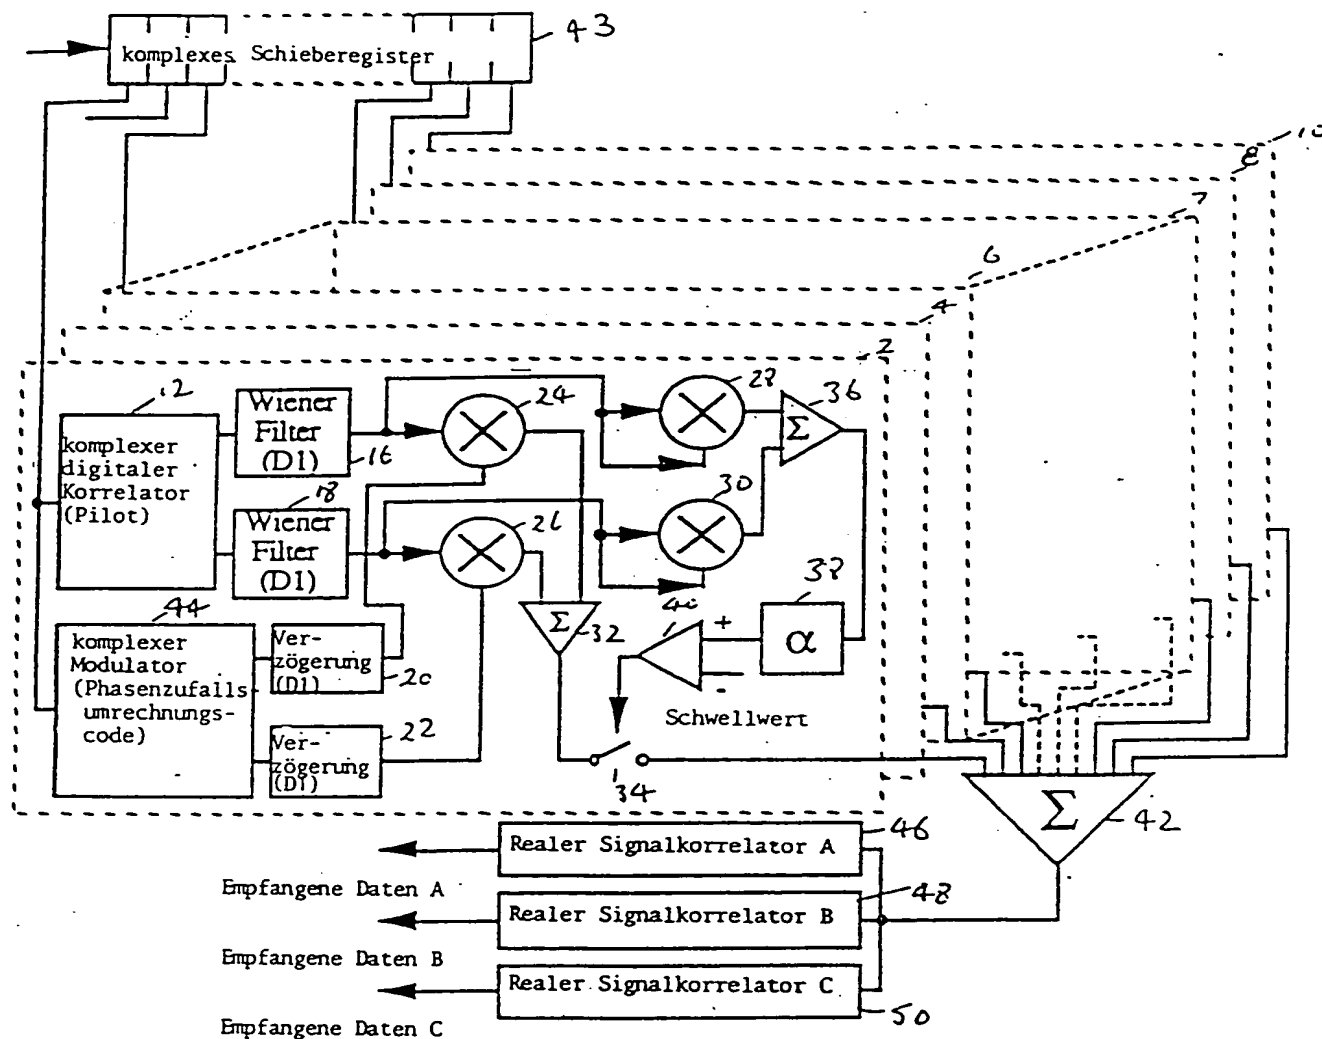 43
komplexes Schieberegister
10
8
7
6
4
2
12
Wiener
Filter
(D1)
16
24
28
36
Σ
komplexer
digitaler
Korrelator
(Pilot)
18
Wiener
Filter
(D1)
26
30
44
komplexer
Modulator
(Phasenzufalls-
umrechnungs-
code)
Ver-
zögerung
(D1)
20
Ver-
zögerung
(D1)
22
Σ
32
40
+
-
38
α
Schwellwert
34
Σ
42
Realer Signalkorrelator A
46
Empfangene Daten A
Realer Signalkorrelator B
48
Empfangene Daten B
Realer Signalkorrelator C
50
Empfangene Daten C